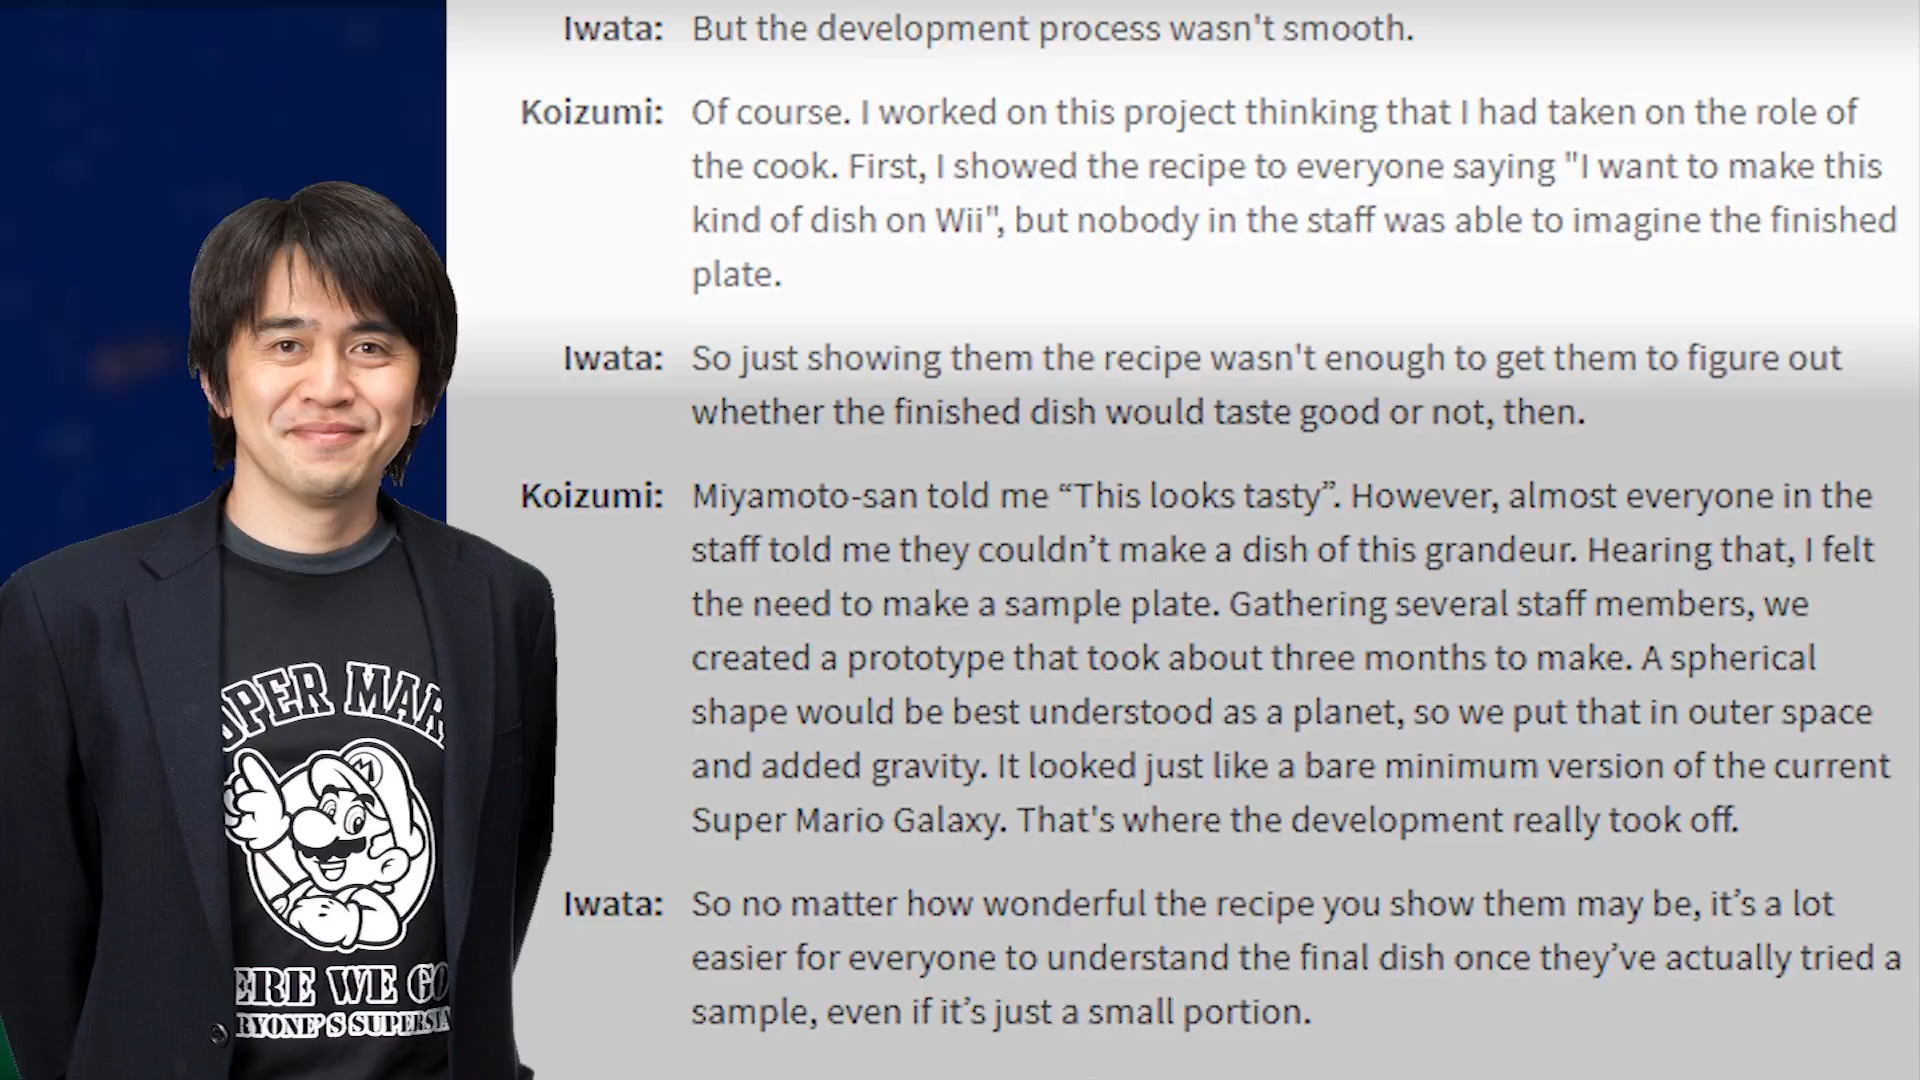 Iwata: But the development process wasn't smooth.
Koizumi: Of course. I worked on this project thinking that I had taken on the role of
the cook. First, I showed the recipe to everyone saying "I want to make this
kind of dish on Wii", but nobody in the staff was able to imagine the finished
plate.
Iwata: So just showing them the recipe wasn't enough to get them to figure out
whether the finished dish would taste good or not, then.
Koizumi: Miyamoto-san told me “This looks tasty”. However, almost everyone in the
staff told me they couldn’t make a dish of this grandeur. Hearing that, I felt
the need to make a sample plate. Gathering several staff members, we
created a prototype that took about three months to make. A spherical
shape would be best understood as a planet, so we put that in outer space
and added gravity. It looked just like a bare minimum version of the current
Super Mario Galaxy. That's where the development really took off.
Iwata: So no matter how wonderful the recipe you show them may be, it’s a lot
easier for everyone to understand the final dish once they’ve actually tried a
sample, even if it’s just a small portion.
UPER MAR
M
ERE WE GO
RYONE'S SUPERSTA